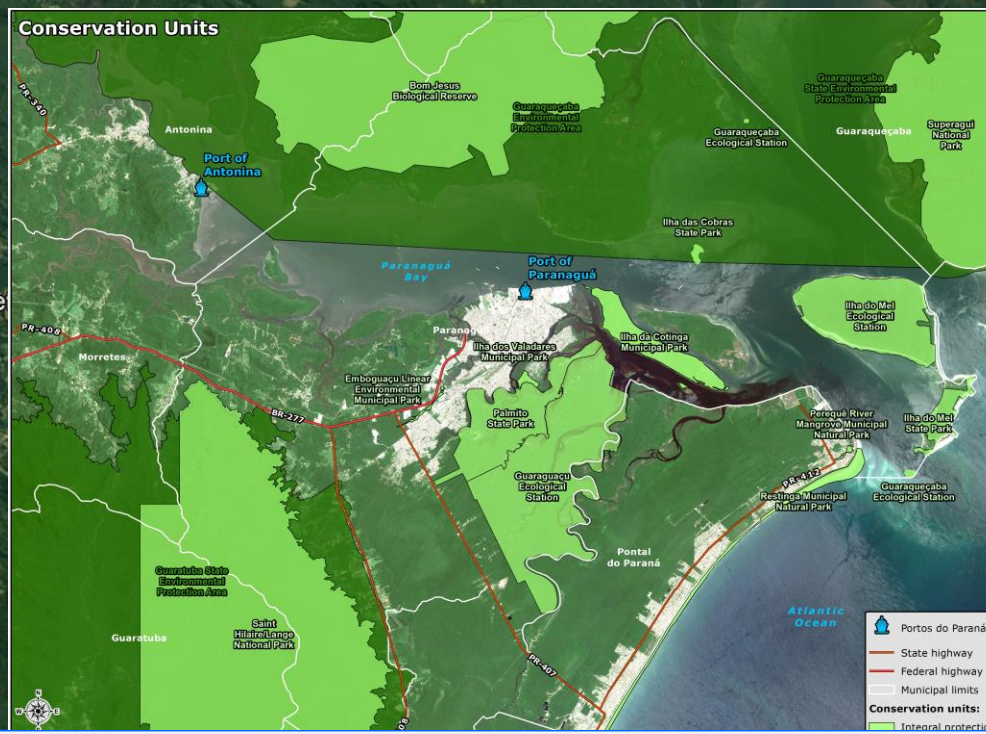 Conservation Units
PR-340
Antonina
Port of
Antonina
Bom Jesus
Biological Reserve
Guaraqueçaba
Environmental
Protection Area
Guaraqueçaba
State Environmental
Protection Area
Guaraqueçaba
Ecological Station
Guaraqueçaba
Superagui
National
Park
Ilha das Cobras
State Park
Paranaguá
Bay
Port of
Paranaguá
PR-408
Morretes
Ilha dos Valadares
Municipal Park
Ilha da Cotinga
Municipal Park
Ilha do Mel
Ecological
Station
Emboguaçu Linear
Environmental
Municipal Park
BR-277
Palmito
State Park
Perequê River
Mangrove Municipal
Natural Park
Ilha do Mel
State Park
Guaraguaçu
Ecological
Station
PR-412
Restinga Municipal
Natural Park
Guaraqueçaba
Ecological Station
Pontal
do Paraná
Guaratuba State
Environmental
Protection Area
Guaratuba
Saint
Hilaire/Lange
National Park
PR-407
Atlantic
Ocean
N
E
S
Portos do Paraná
State highway
Federal highway
Municipal limits
Conservation units: